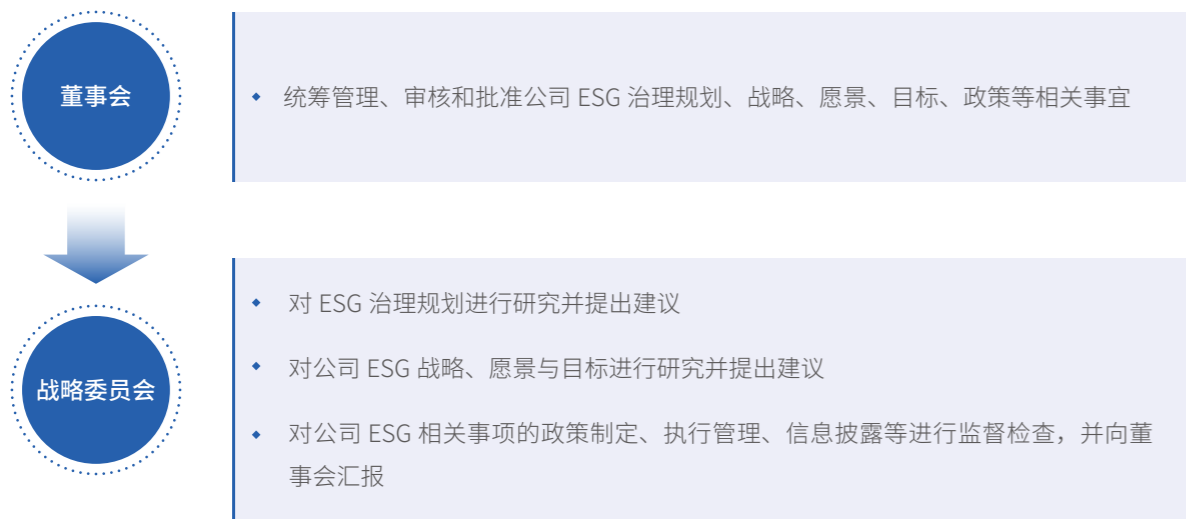 董事会
统筹管理、审核和批准公司 ESG 治理规划、战略、愿景、目标、政策等相关事宜
战略委员会
对 ESG 治理规划进行研究并提出建议
对公司 ESG 战略、愿景与目标进行研究并提出建议
对公司 ESG 相关事项的政策制定、执行管理、信息披露等进行监督检查，并向董
事会汇报